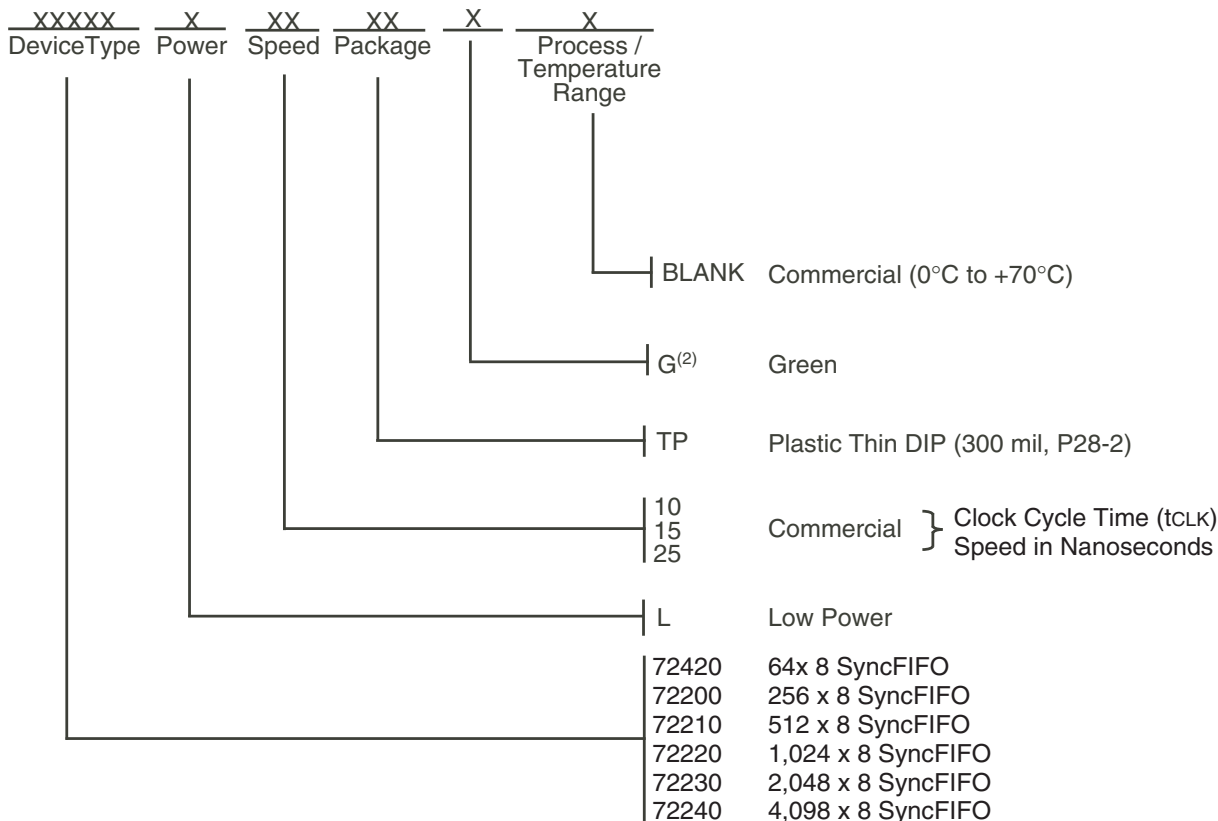 XXXXX X XX XX X X
DeviceType Power Speed Package Process /
Temperature
Range
BLANK Commercial (0°C to +70°C)
G(2) Green
TP Plastic Thin DIP (300 mil, P28-2)
10
15
25
Commercial } Clock Cycle Time (tCLK)
Speed in Nanoseconds
L Low Power
72420 64x 8 SyncFIFO
72200 256 x 8 SyncFIFO
72210 512 x 8 SyncFIFO
72220 1,024 x 8 SyncFIFO
72230 2,048 x 8 SyncFIFO
72240 4,098 x 8 SyncFIFO